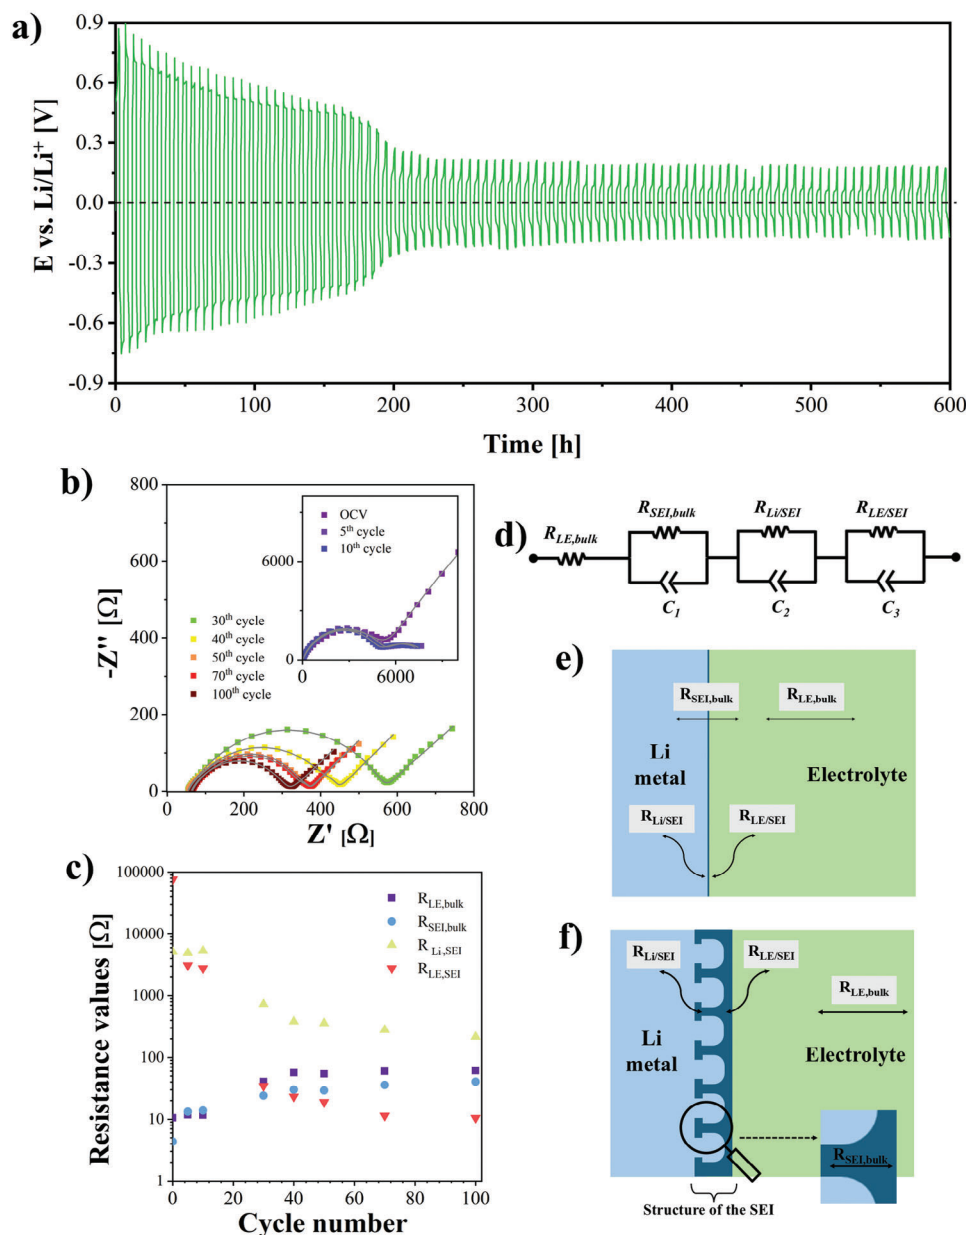 a)
E vs. Li/Li⁺ [V]
0.9
0.6
0.3
0.0
-0.3
-0.6
-0.9
0 100 200 300 400 500 600
Time [h]
b)
-Z'' [Ω]
800
600
400
200
0
0 200 400 600 800
Z' [Ω]
OCV
5th cycle
10th cycle
6000
0
0 6000
30th cycle
40th cycle
50th cycle
70th cycle
100th cycle
c)
Resistance values [Ω]
100000
10000
1000
100
10
1
0 20 40 60 80 100
Cycle number
R_LE,bulk
R_SEI,bulk
R_Li,SEI
R_LE,SEI
d)
R_LE,bulk
R_SEI,bulk
R_Li/SEI
R_LE/SEI
C_1
C_2
C_3
e)
R_SEI,bulk
R_LE,bulk
Li
metal
Electrolyte
R_Li/SEI
R_LE/SEI
f)
R_Li/SEI
R_LE/SEI
R_LE,bulk
Li
metal
Electrolyte
R_SEI,bulk
Structure of the SEI